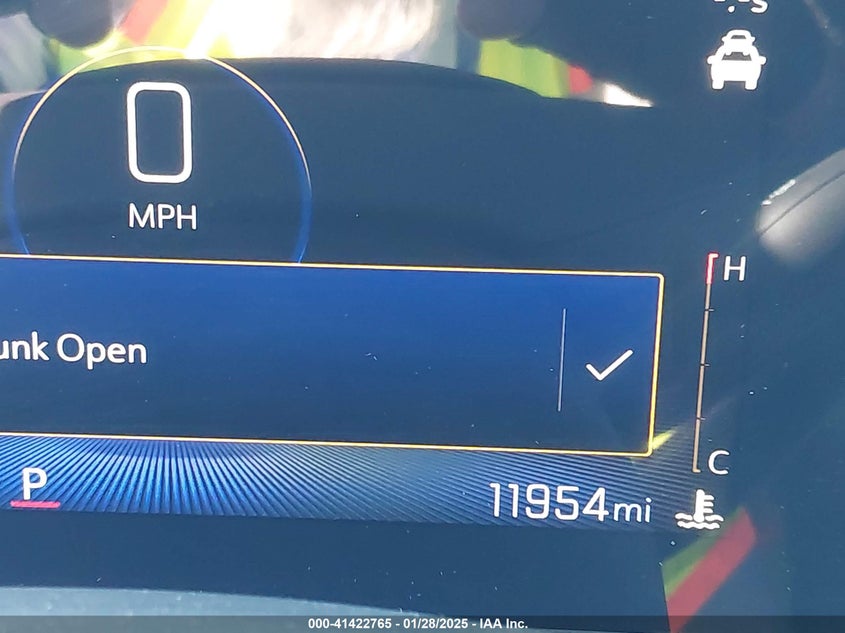 0
MPH
H
unk Open
C
P
11954mi
000-41422765 - 01/28/2025 - IAA Inc.